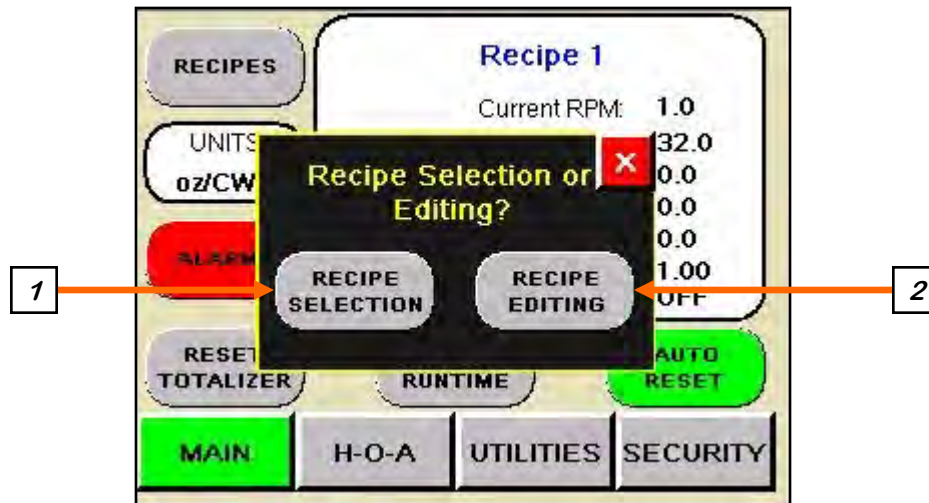 RECIPES
Recipe 1
Current RPM: 1.0
UNITS
oz/CW
32.0
0.0
0.0
0.0
1.00
OFF
Recipe Selection or
Editing?
X
RECIPE
SELECTION
RECIPE
EDITING
1
2
RESET
TOTALIZER
RUNTIME
AUTO
RESET
MAIN
H-O-A
UTILITIES
SECURITY